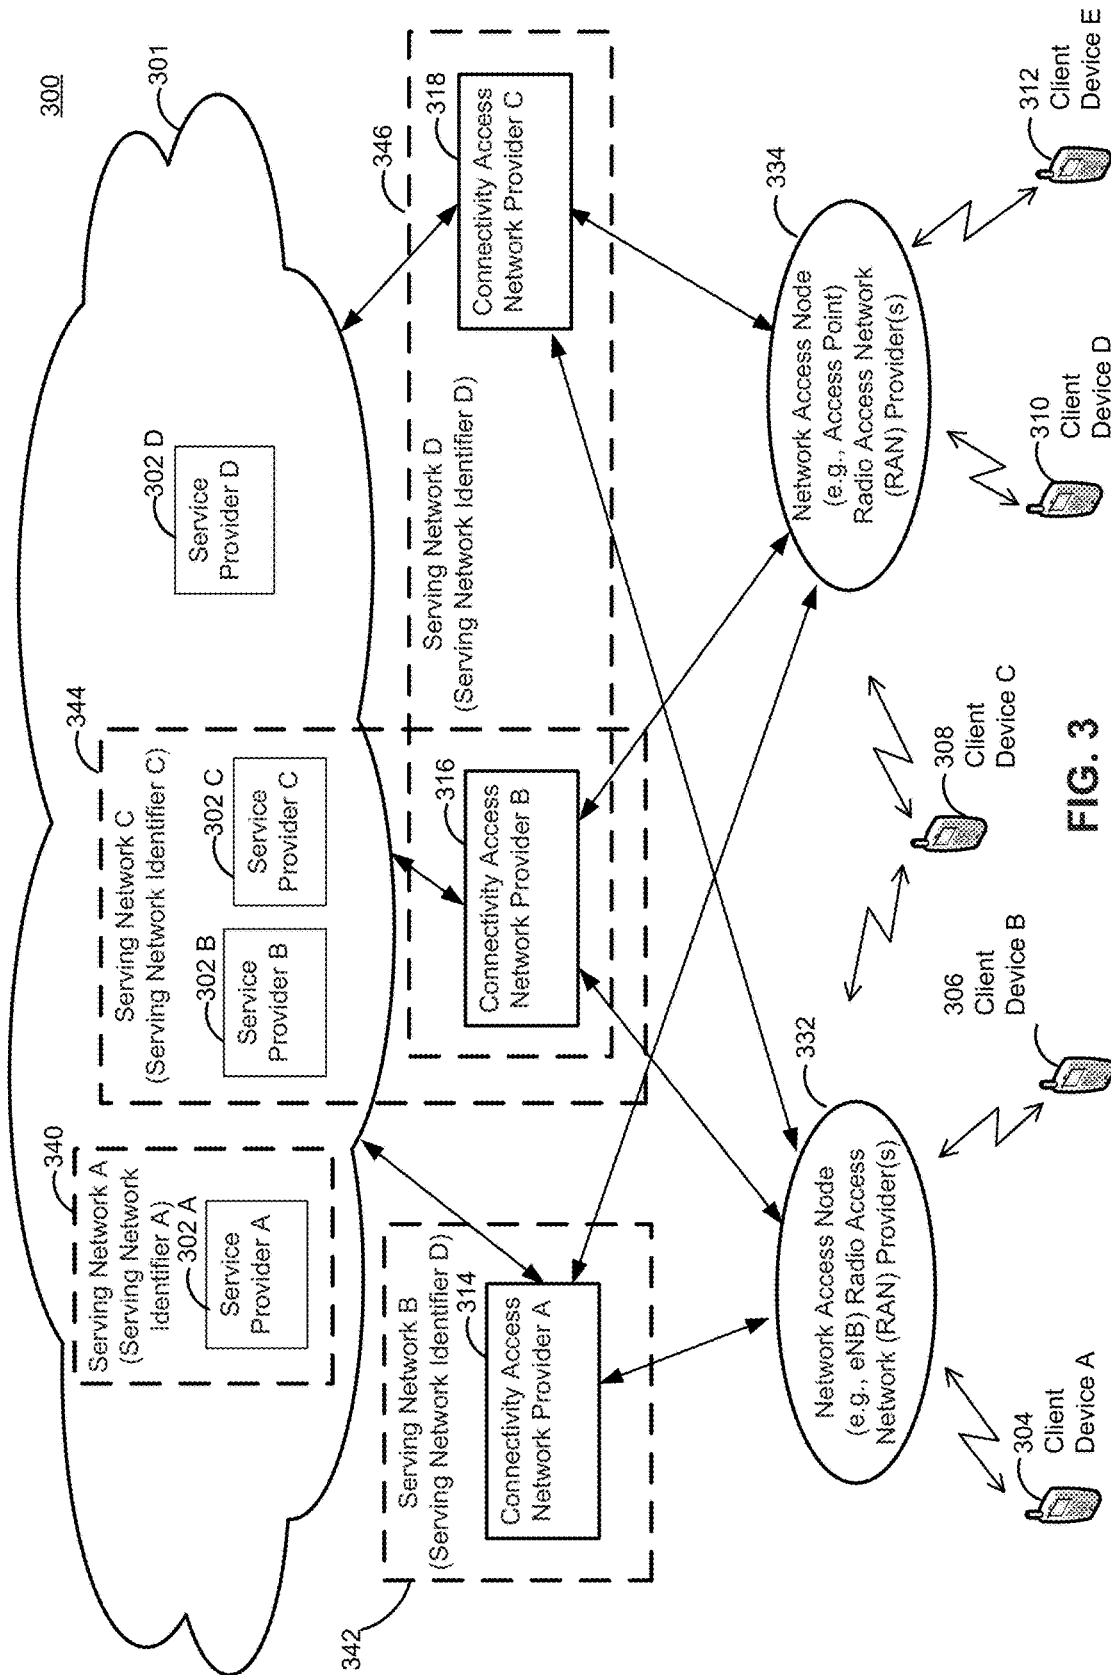 300
301
Serving Network A
(Serving Network
Identifier A)
302 A
Service
Provider A
340
Serving Network C
(Serving Network Identifier C)
344
302 B
Service
Provider B
302 C
Service
Provider C
302 D
Service
Provider D
342
Serving Network B
(Serving Network Identifier D)
314
Connectivity Access
Network Provider A
316
Connectivity Access
Network Provider B
Serving Network D
(Serving Network Identifier D)
346
318
Connectivity Access
Network Provider C
332
Network Access Node
(e.g., eNB) Radio Access
Network (RAN) Provider(s)
334
Network Access Node
(e.g., Access Point)
Radio Access Network
(RAN) Provider(s)
304
Client
Device A
306
Client
Device B
308
Client
Device C
310
Client
Device D
312
Client
Device E
FIG. 3